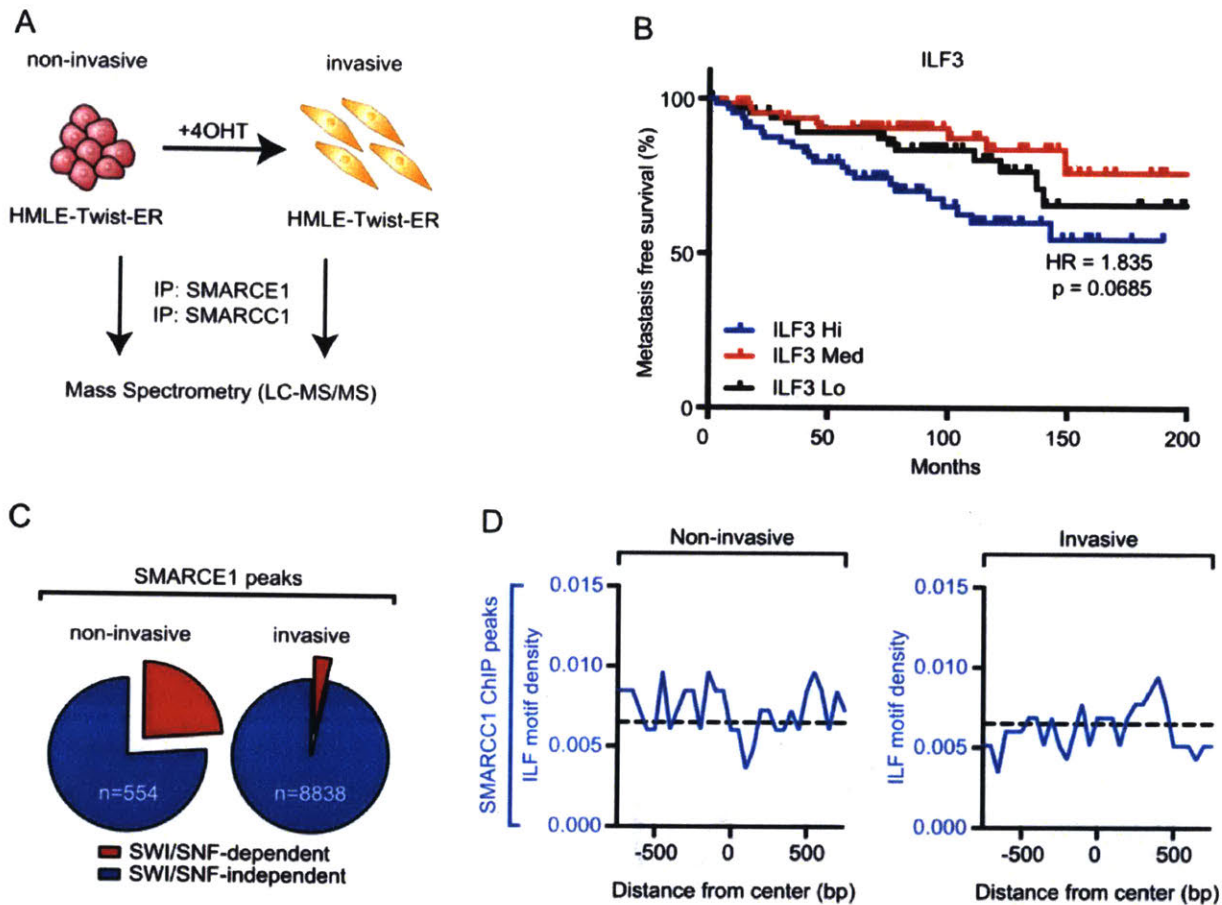 A
non-invasive
invasive
+4OHT
HMLE-Twist-ER
HMLE-Twist-ER
IP: SMARCE1
IP: SMARCC1
Mass Spectrometry (LC-MS/MS)
B
ILF3
Metastasis free survival (%)
100
50
0
HR = 1.835
p = 0.0685
ILF3 Hi
ILF3 Med
ILF3 Lo
0 50 100 150 200
Months
C
SMARCE1 peaks
non-invasive
invasive
n=554
n=8838
SWI/SNF-dependent
SWI/SNF-independent
D
Non-invasive
SMARCC1 ChIP peaks
ILF motif density
0.015
0.010
0.005
0.000
-500 0 500
Distance from center (bp)
Invasive
ILF motif density
0.015
0.010
0.005
0.000
-500 0 500
Distance from center (bp)